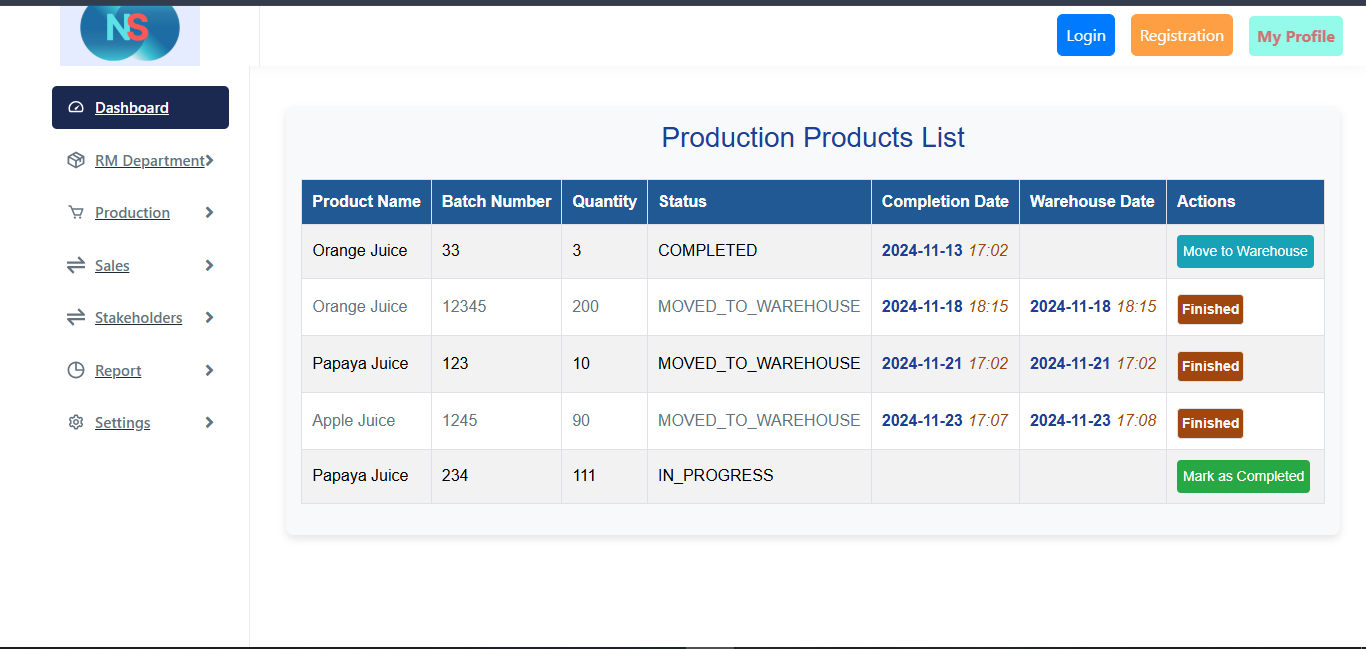 NS
Login Registration My Profile
Dashboard
RM Department
Production
Sales
Stakeholders
Report
Settings
Production Products List
Product Name Batch Number Quantity Status Completion Date Warehouse Date Actions
Orange Juice 33 3 COMPLETED 2024-11-13 17:02 Move to Warehouse
Orange Juice 12345 200 MOVED_TO_WAREHOUSE 2024-11-18 18:15 2024-11-18 18:15 Finished
Papaya Juice 123 10 MOVED_TO_WAREHOUSE 2024-11-21 17:02 2024-11-21 17:02 Finished
Apple Juice 1245 90 MOVED_TO_WAREHOUSE 2024-11-23 17:07 2024-11-23 17:08 Finished
Papaya Juice 234 111 IN_PROGRESS Mark as Completed